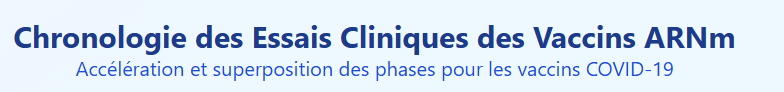 Chronologie des Essais Cliniques des Vaccins ARNm
Accélération et superposition des phases pour les vaccins COVID-19